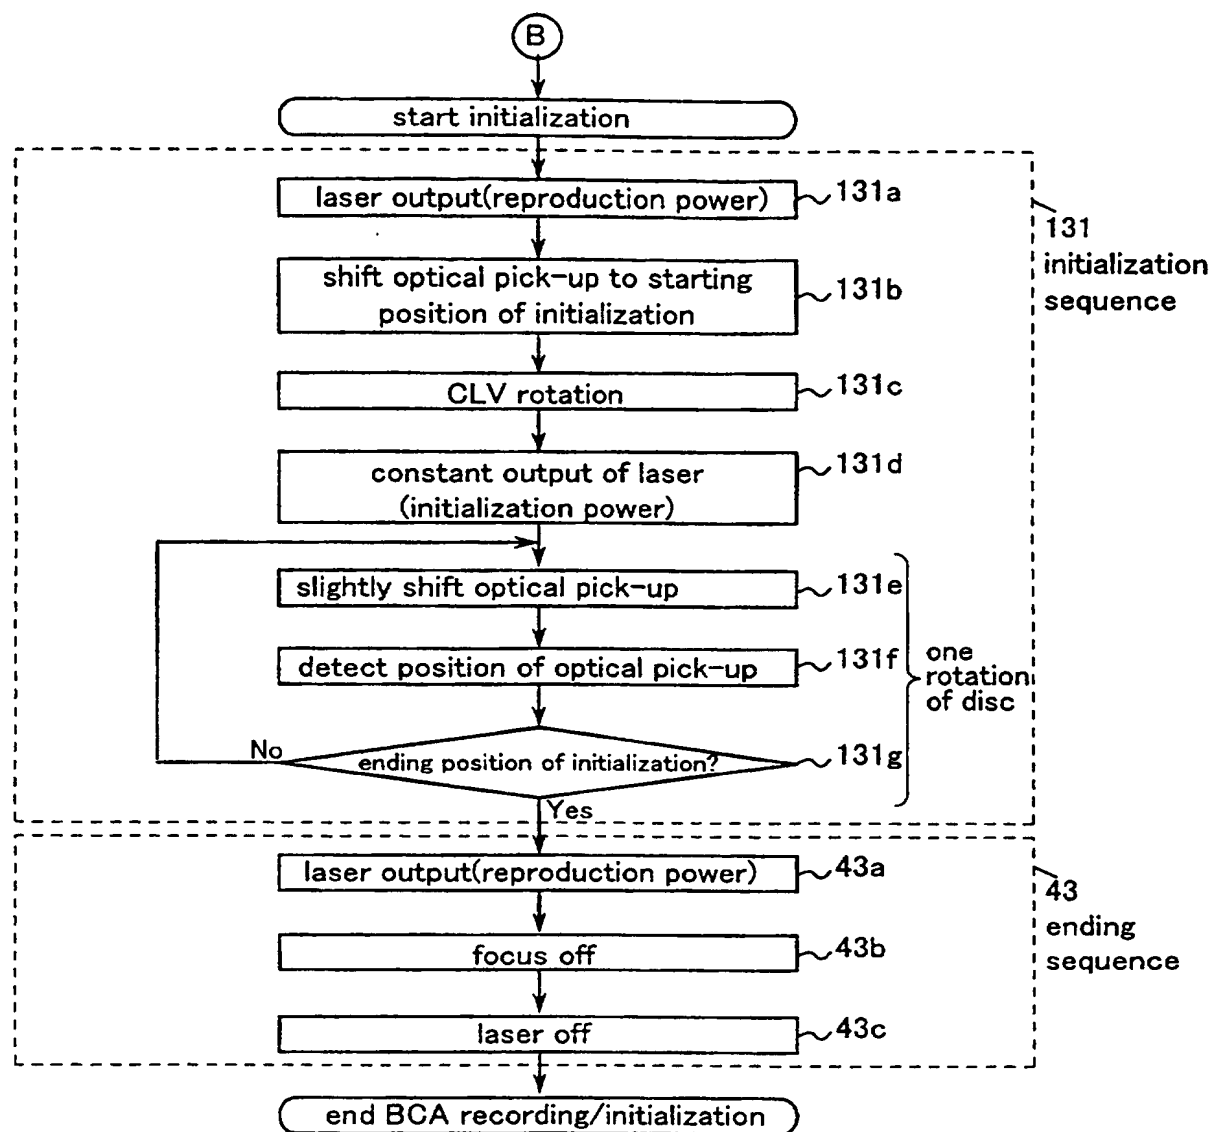 B
start initialization
laser output(reproduction power)
131a
131
initialization
sequence
shift optical pick-up to starting
position of initialization
131b
CLV rotation
131c
constant output of laser
(initialization power)
131d
slightly shift optical pick-up
131e
detect position of optical pick-up
131f
one
rotation
of disc
No
ending position of initialization?
131g
Yes
laser output(reproduction power)
43a
43
ending
sequence
focus off
43b
laser off
43c
end BCA recording/initialization